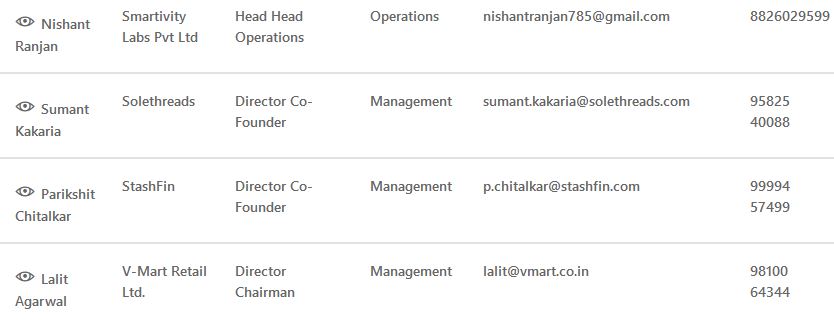 Nishant Ranjan Smartivity Labs Pvt Ltd Head Head Operations Operations nishantranjan785@gmail.com 8826029599
Sumant Kakaria Solethreads Director Co-Founder Management sumant.kakaria@solethreads.com 95825 40088
Parikshit Chitalkar StashFin Director Co-Founder Management p.chitalkar@stashfin.com 99994 57499
Lalit Agarwal V-Mart Retail Ltd. Director Chairman Management lalit@vmart.co.in 98100 64344